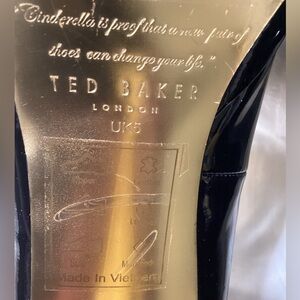 "Cinderella is proof that a new pair of
shoes can change your life."
TED BAKER
LONDON
UK5
Made In Vietnam